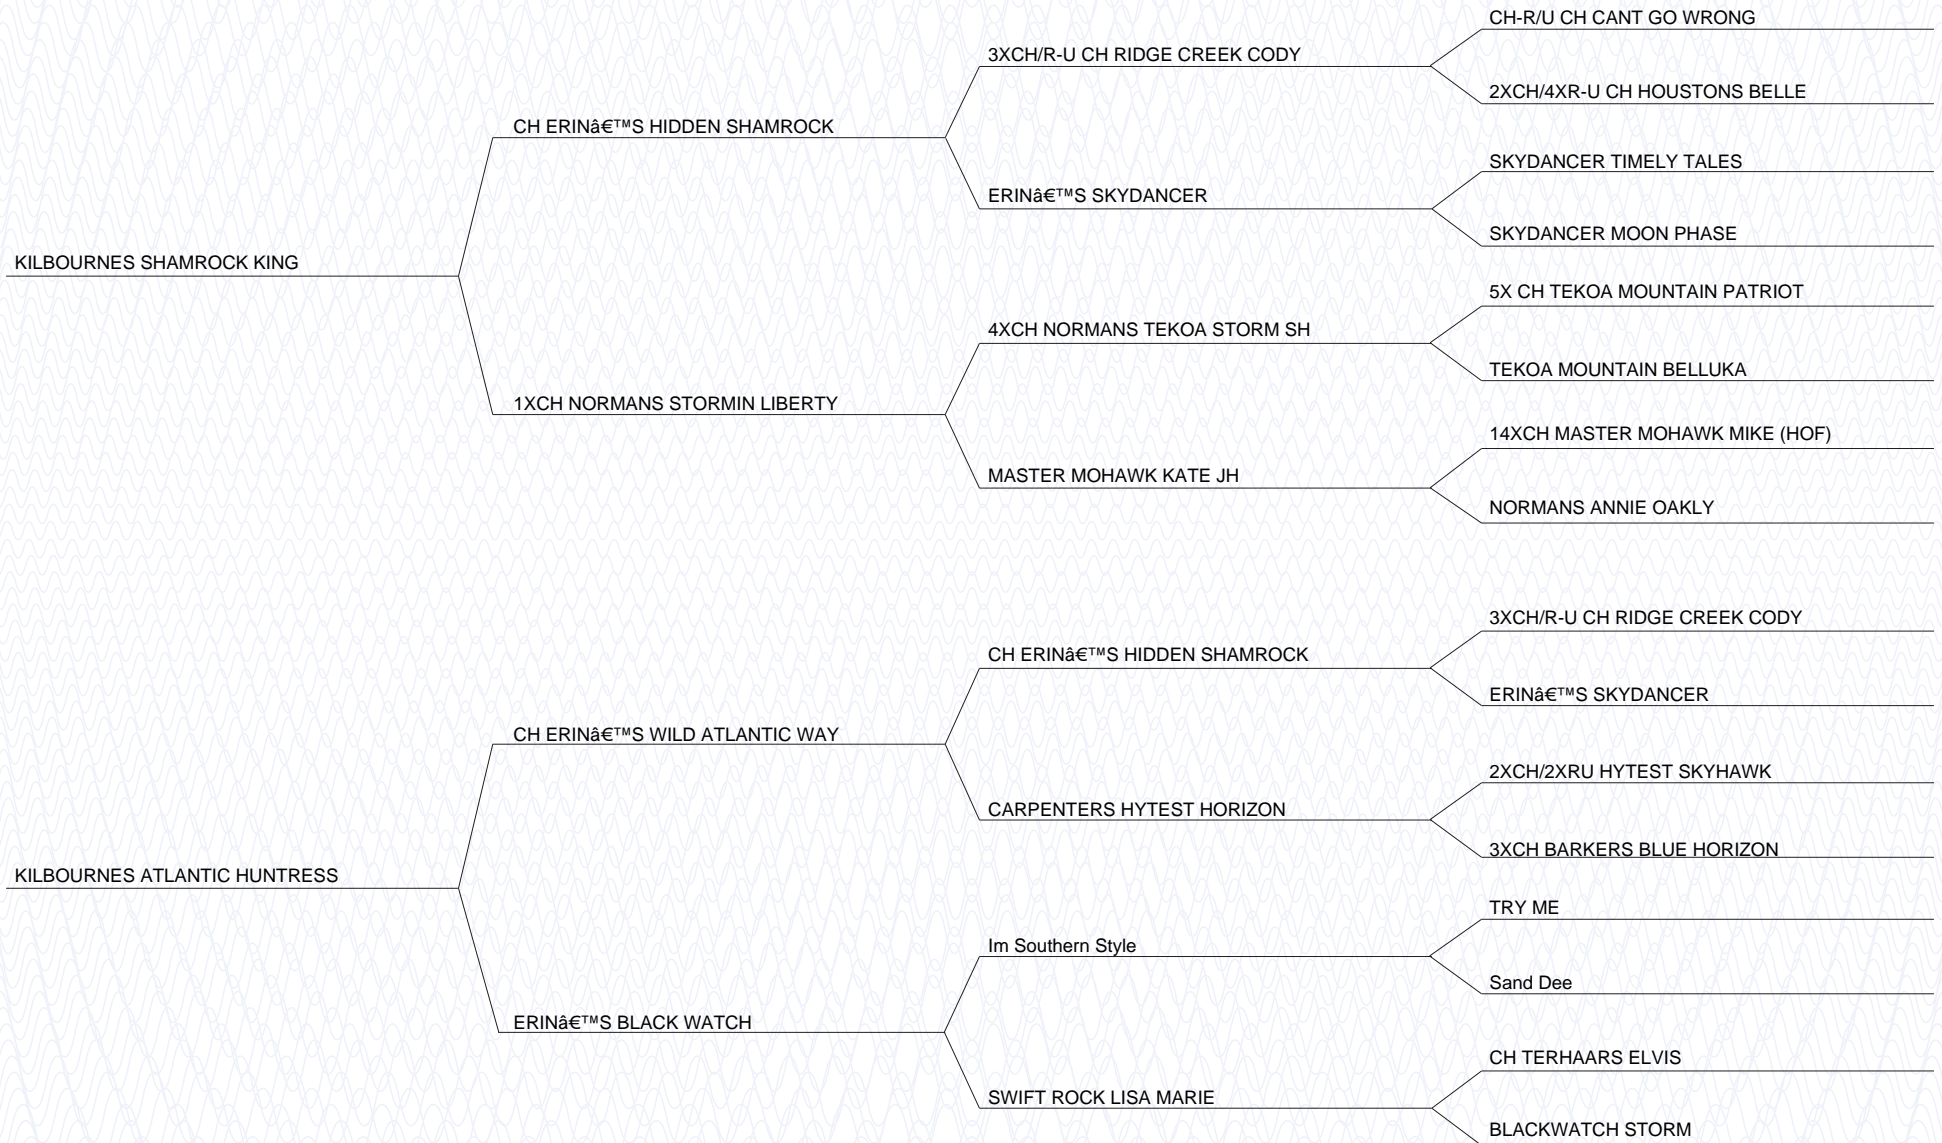 CH-R/U CH CANT GO WRONG
3XCH/R-U CH RIDGE CREEK CODY
2XCH/4XR-U CH HOUSTONS BELLE
CH ERINâ€™S HIDDEN SHAMROCK
SKYDANCER TIMELY TALES
ERINâ€™S SKYDANCER
SKYDANCER MOON PHASE
KILBOURNES SHAMROCK KING
5X CH TEKOA MOUNTAIN PATRIOT
4XCH NORMANS TEKOA STORM SH
TEKOA MOUNTAIN BELLUKA
1XCH NORMANS STORMIN LIBERTY
14XCH MASTER MOHAWK MIKE (HOF)
MASTER MOHAWK KATE JH
NORMANS ANNIE OAKLY
3XCH/R-U CH RIDGE CREEK CODY
CH ERINâ€™S HIDDEN SHAMROCK
ERINâ€™S SKYDANCER
CH ERINâ€™S WILD ATLANTIC WAY
2XCH/2XRU HYTEST SKYHAWK
CARPENTERS HYTEST HORIZON
3XCH BARKERS BLUE HORIZON
KILBOURNES ATLANTIC HUNTRESS
TRY ME
Im Southern Style
Sand Dee
ERINâ€™S BLACK WATCH
CH TERHAARS ELVIS
SWIFT ROCK LISA MARIE
BLACKWATCH STORM